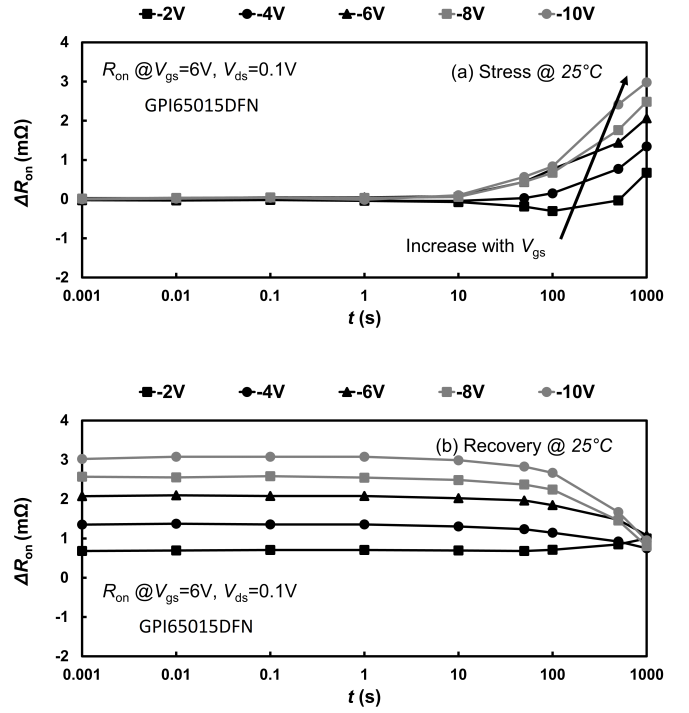 -2V -4V -6V -8V -10V
4
3
2
1
0
-1
-2
ΔRon (mΩ)
Ron @Vgs=6V, Vds=0.1V
GPI65015DFN
(a) Stress @ 25°C
Increase with Vgs
0.001 0.01 0.1 1 10 100 1000
t (s)
-2V -4V -6V -8V -10V
4
3
2
1
0
-1
-2
ΔRon (mΩ)
(b) Recovery @ 25°C
Ron @Vgs=6V, Vds=0.1V
GPI65015DFN
0.001 0.01 0.1 1 10 100 1000
t (s)